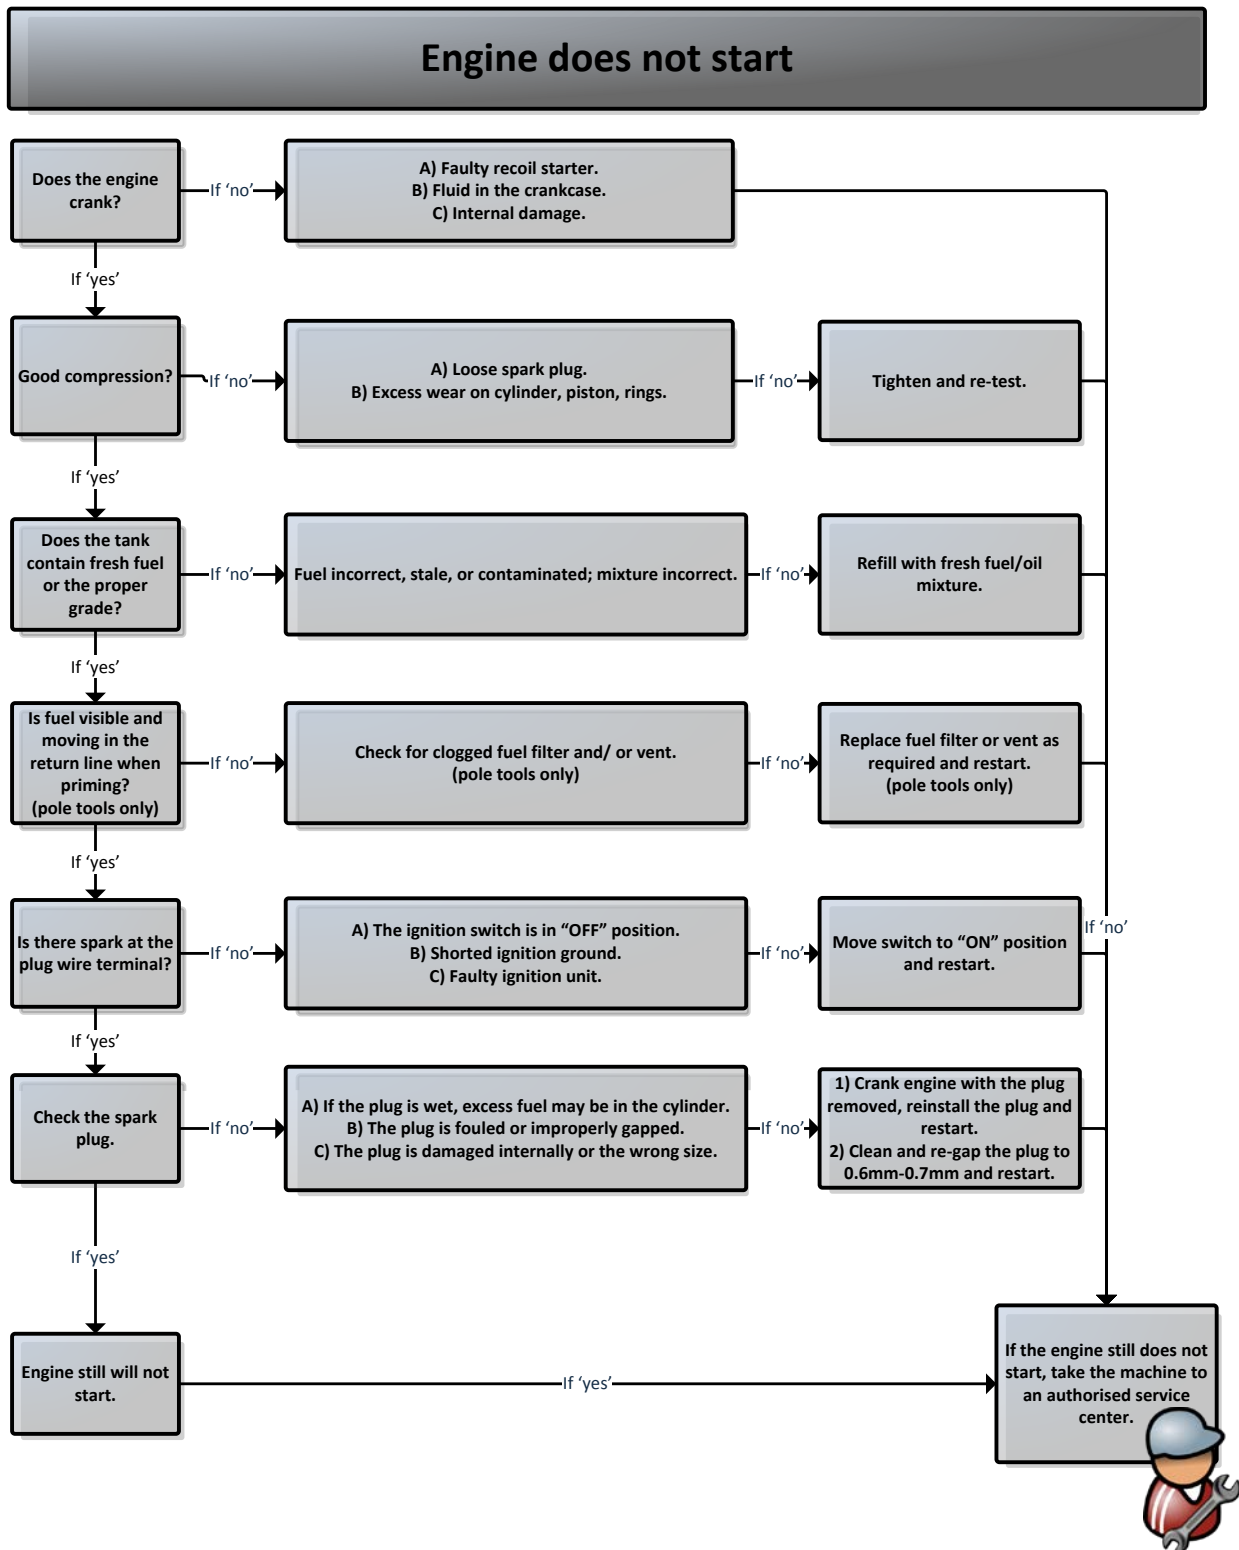 Engine does not start
Does the engine
crank?
If ‘no’
A) Faulty recoil starter.
B) Fluid in the crankcase.
C) Internal damage.
If ‘yes’
Good compression?
If ‘no’
A) Loose spark plug.
B) Excess wear on cylinder, piston, rings.
If ‘no’
Tighten and re-test.
If ‘yes’
Does the tank
contain fresh fuel
or the proper
grade?
If ‘no’
Fuel incorrect, stale, or contaminated; mixture incorrect.
If ‘no’
Refill with fresh fuel/oil
mixture.
If ‘yes’
Is fuel visible and
moving in the
return line when
priming?
(pole tools only)
If ‘no’
Check for clogged fuel filter and/ or vent.
(pole tools only)
If ‘no’
Replace fuel filter or vent as
required and restart.
(pole tools only)
If ‘yes’
Is there spark at the
plug wire terminal?
If ‘no’
A) The ignition switch is in “OFF” position.
B) Shorted ignition ground.
C) Faulty ignition unit.
If ‘no’
Move switch to “ON” position
and restart.
If ‘no’
If ‘yes’
Check the spark
plug.
If ‘no’
A) If the plug is wet, excess fuel may be in the cylinder.
B) The plug is fouled or improperly gapped.
C) The plug is damaged internally or the wrong size.
If ‘no’
1) Crank engine with the plug
removed, reinstall the plug and
restart.
2) Clean and re-gap the plug to
0.6mm-0.7mm and restart.
If ‘yes’
Engine still will not
start.
If ‘yes’
If the engine still does not
start, take the machine to
an authorised service
center.